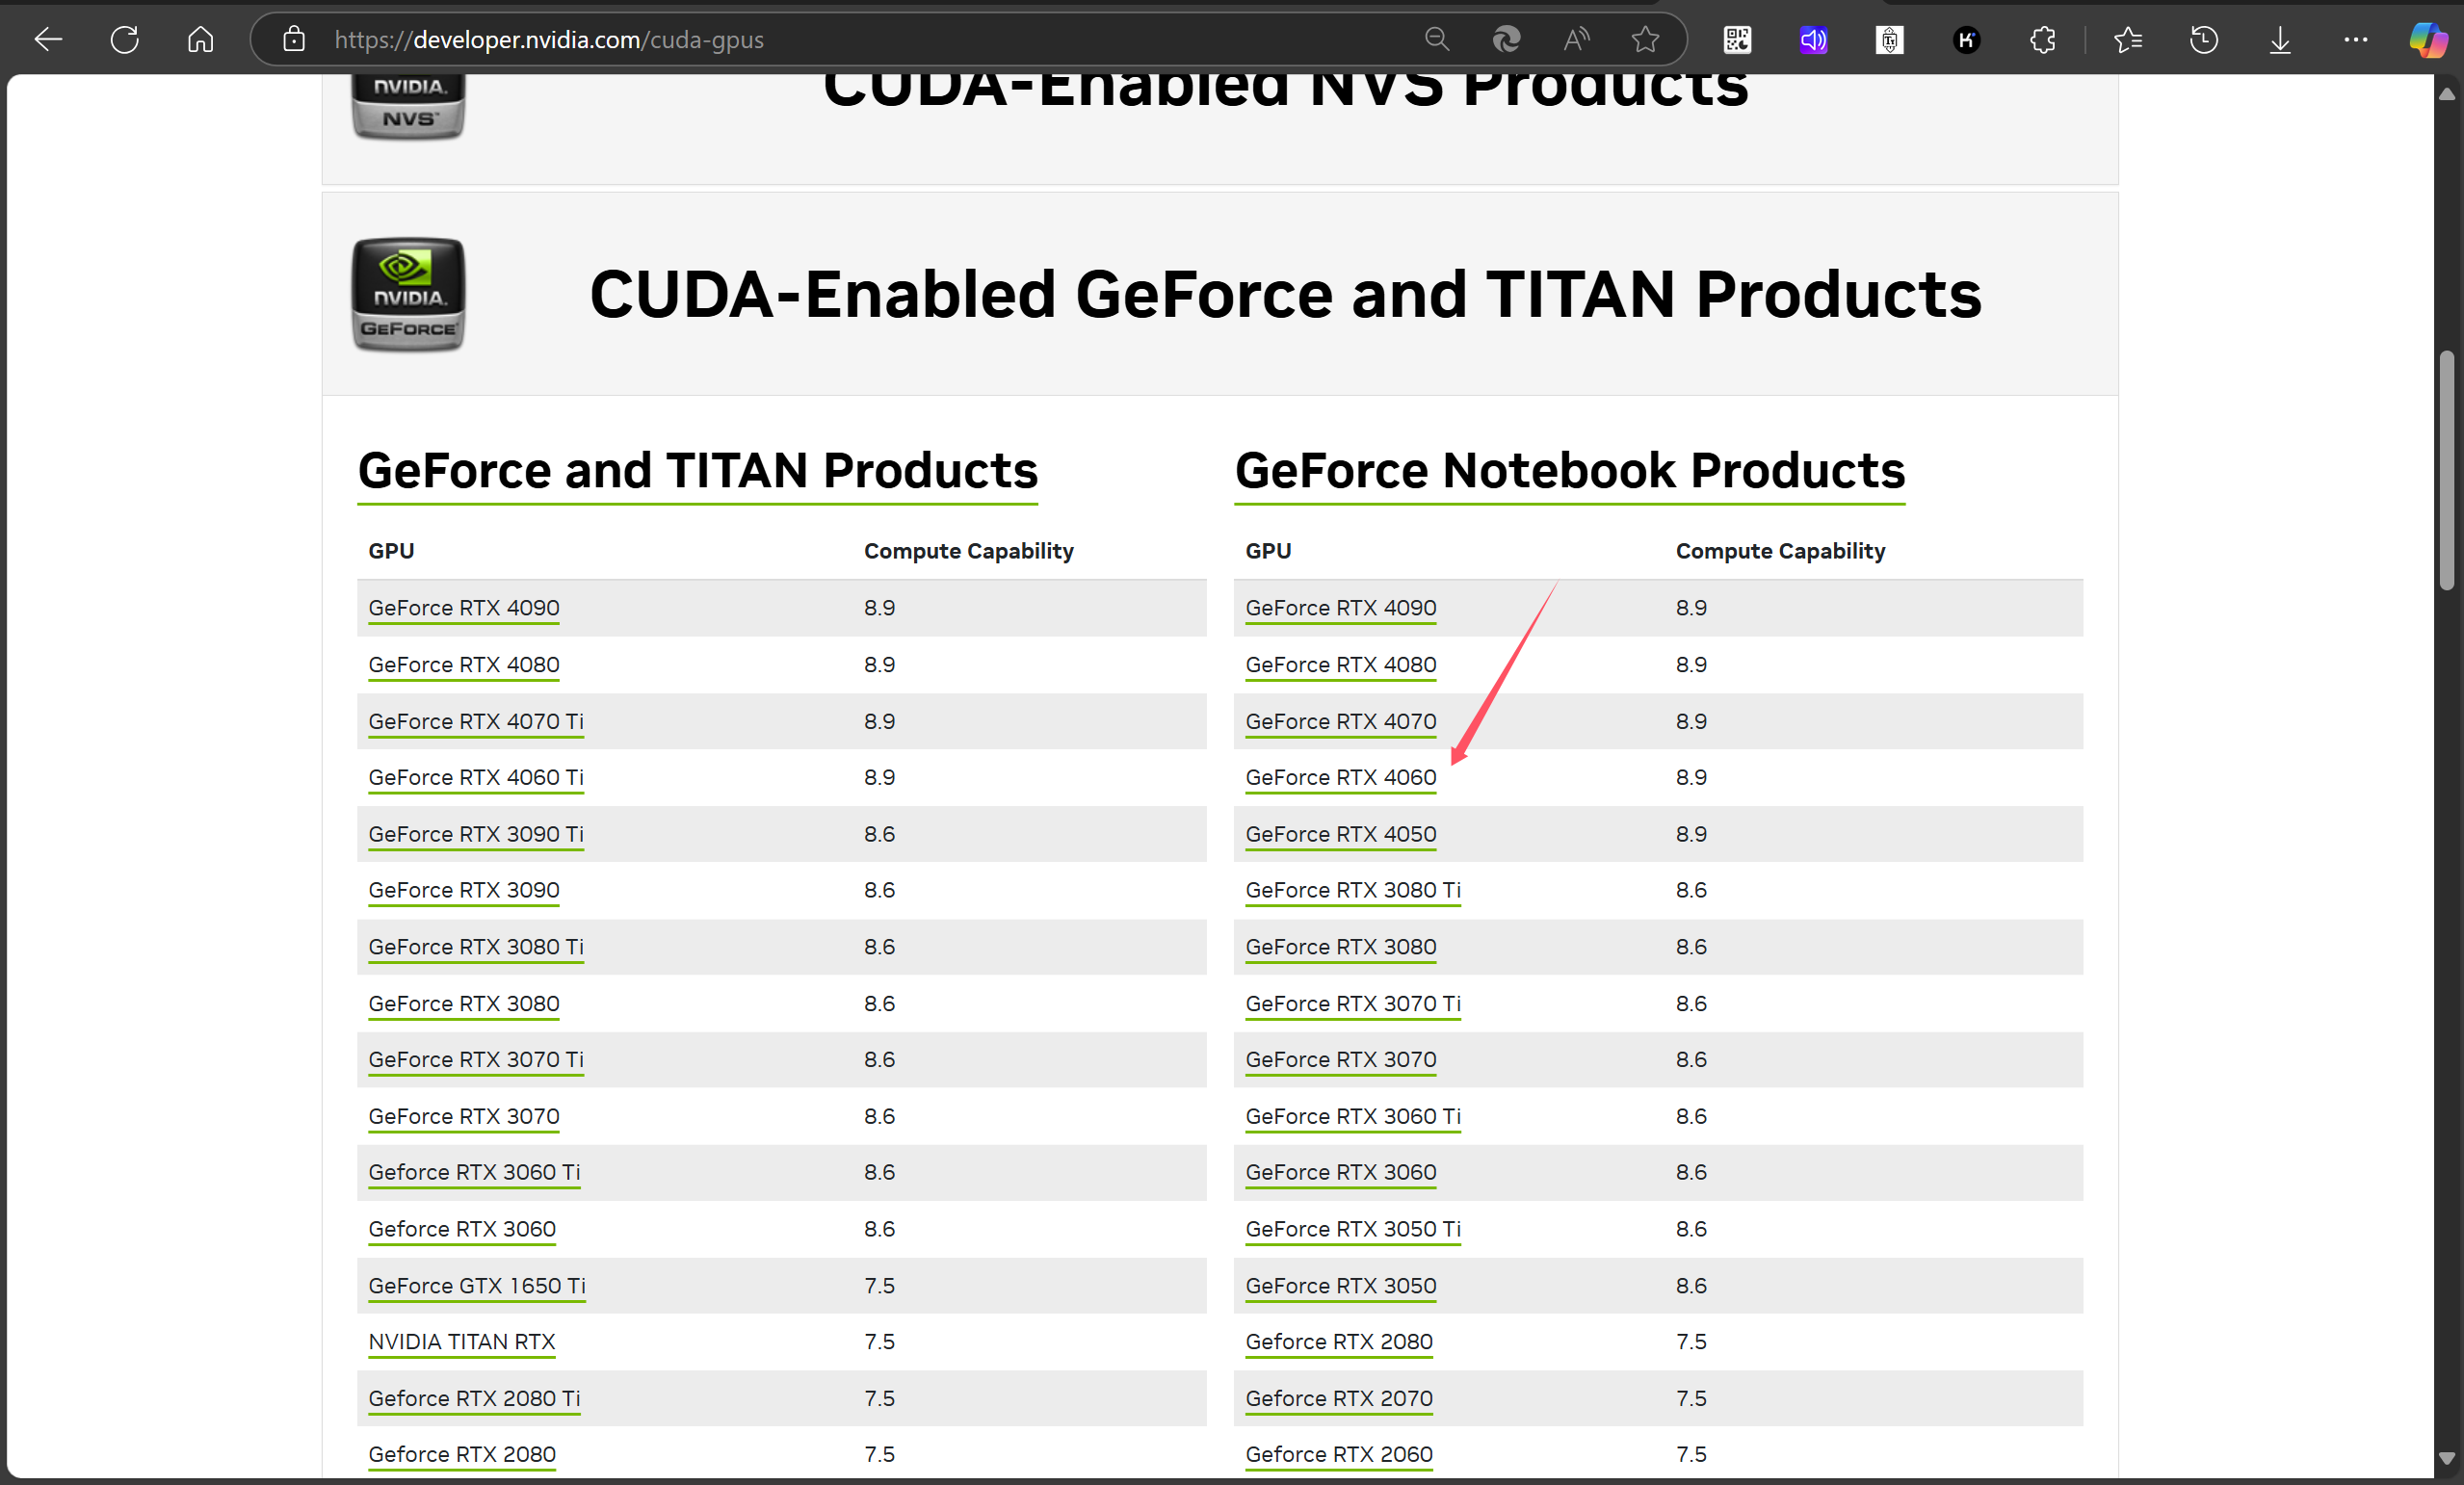 https://developer.nvidia.com/cuda-gpus
NVIDIA.
NVS™
CUDA-Enabled NVS Products
NVIDIA.
GEFORCE
CUDA-Enabled GeForce and TITAN Products
GeForce and TITAN Products
GPU Compute Capability
GeForce RTX 4090 8.9
GeForce RTX 4080 8.9
GeForce RTX 4070 Ti 8.9
GeForce RTX 4060 Ti 8.9
GeForce RTX 3090 Ti 8.6
GeForce RTX 3090 8.6
GeForce RTX 3080 Ti 8.6
GeForce RTX 3080 8.6
GeForce RTX 3070 Ti 8.6
GeForce RTX 3070 8.6
Geforce RTX 3060 Ti 8.6
Geforce RTX 3060 8.6
GeForce GTX 1650 Ti 7.5
NVIDIA TITAN RTX 7.5
Geforce RTX 2080 Ti 7.5
Geforce RTX 2080 7.5
GeForce Notebook Products
GPU Compute Capability
GeForce RTX 4090 8.9
GeForce RTX 4080 8.9
GeForce RTX 4070 8.9
GeForce RTX 4060 8.9
GeForce RTX 4050 8.9
GeForce RTX 3080 Ti 8.6
GeForce RTX 3080 8.6
GeForce RTX 3070 Ti 8.6
GeForce RTX 3070 8.6
GeForce RTX 3060 Ti 8.6
GeForce RTX 3060 8.6
GeForce RTX 3050 Ti 8.6
GeForce RTX 3050 8.6
Geforce RTX 2080 7.5
Geforce RTX 2070 7.5
Geforce RTX 2060 7.5